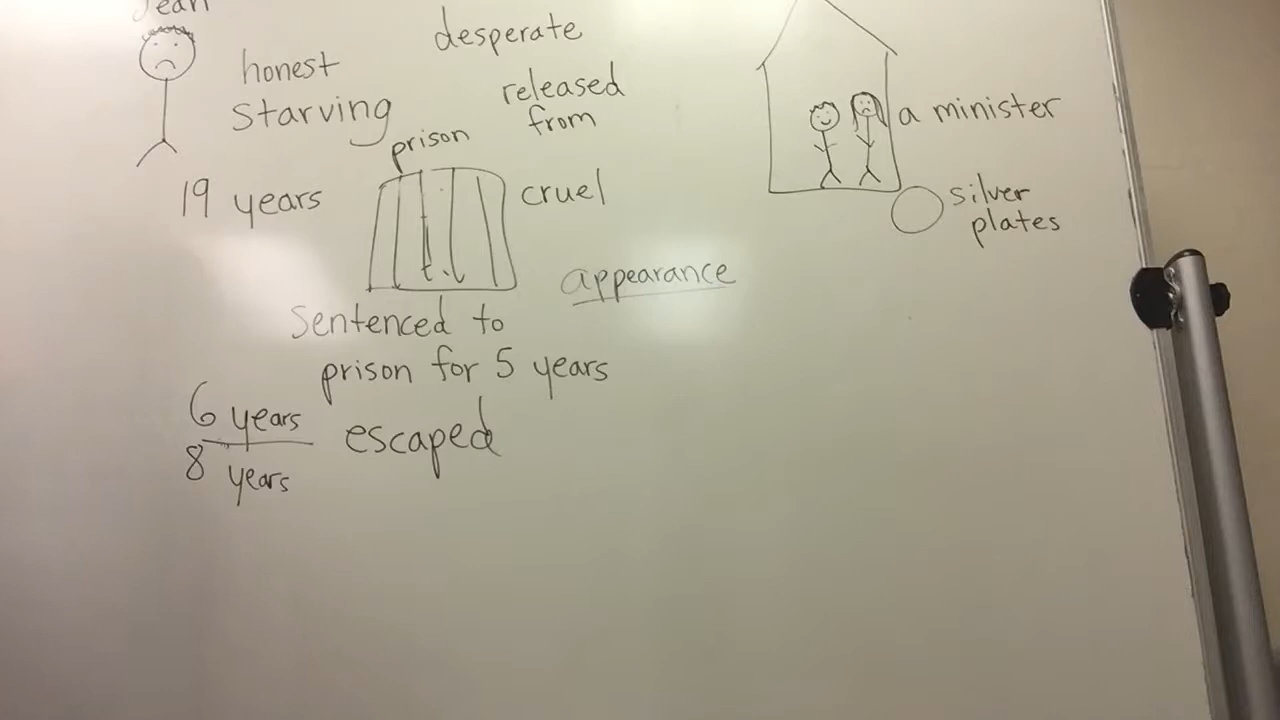 Jean
desperate
honest
starving
released
from
a minister
prison
19 years
cruel
silver
plates
appearance
Sentenced to
prison for 5 years
6 years
escaped
8 years